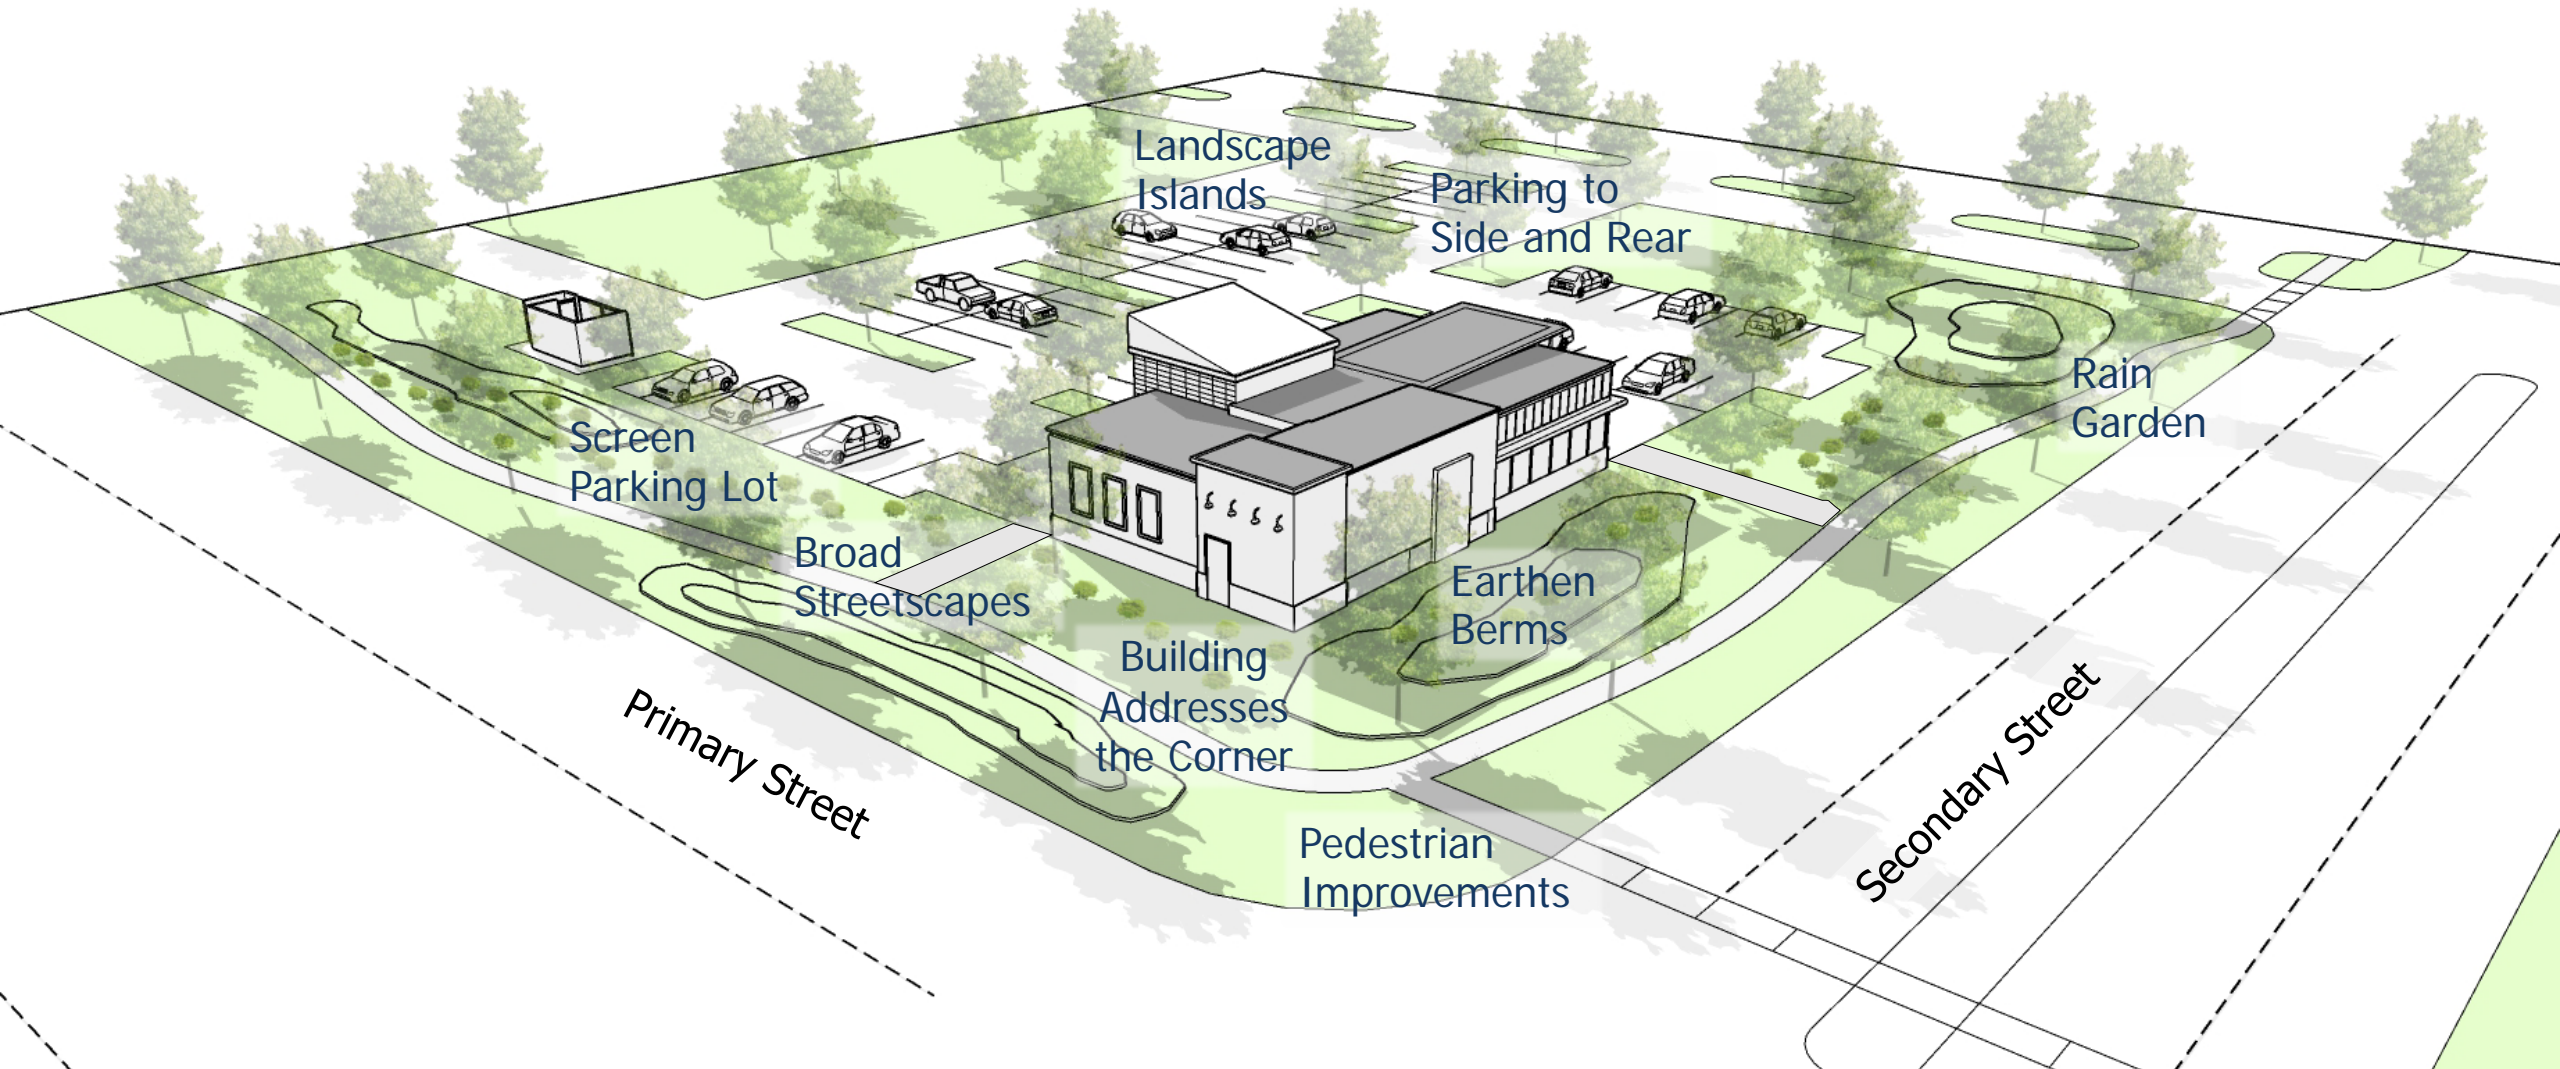 Landscape
Islands
Parking to
Side and Rear
Rain
Garden
Screen
Parking Lot
Broad
Streetscapes
Earthen
Berms
Building
Addresses
the Corner
Pedestrian
Improvements
Primary Street
Secondary Street